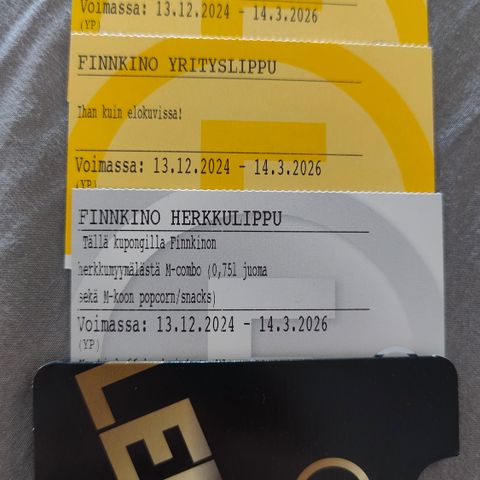 Voimassa: 13.12.2024 - 14.3.2026
(YP)
FINNKINO YRITYSLIPPU
Ihan kuin elokuvissa!
Voimassa: 13.12.2024 - 14.3.2026
(YP)
FINNKINO HERKKULIPPU
Tällä kupongilla Finnkinon
herkkumyymälästä M-combo (0,75l juoma
sekä M-koon popcorn/snacks)
Voimassa: 13.12.2024 - 14.3.2026
(YP)
LE